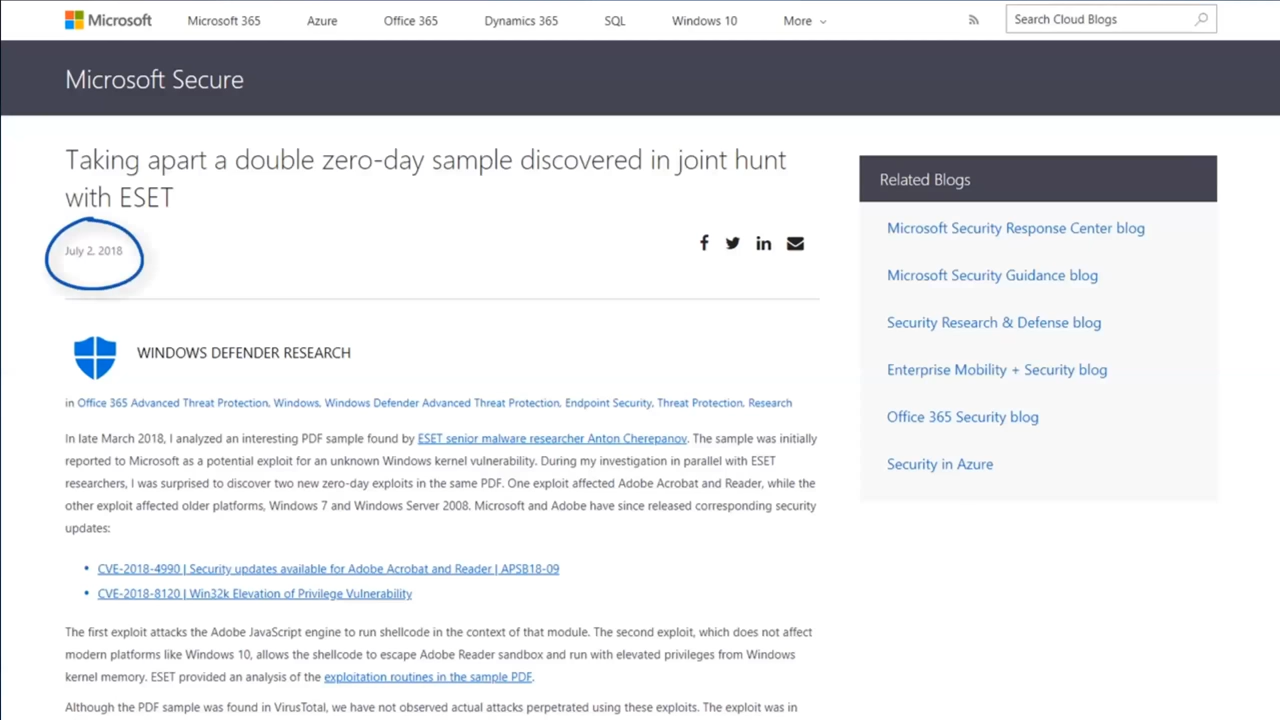 Microsoft Microsoft 365 Azure Office 365 Dynamics 365 SQL Windows 10 More Search Cloud Blogs
Microsoft Secure
Taking apart a double zero-day sample discovered in joint hunt
with ESET
July 2, 2018
WINDOWS DEFENDER RESEARCH
in Office 365 Advanced Threat Protection, Windows, Windows Defender Advanced Threat Protection, Endpoint Security, Threat Protection, Research
In late March 2018, I analyzed an interesting PDF sample found by ESET senior malware researcher Anton Cherepanov. The sample was initially
reported to Microsoft as a potential exploit for an unknown Windows kernel vulnerability. During my investigation in parallel with ESET
researchers, I was surprised to discover two new zero-day exploits in the same PDF. One exploit affected Adobe Acrobat and Reader, while the
other exploit affected older platforms, Windows 7 and Windows Server 2008. Microsoft and Adobe have since released corresponding security
updates:
• CVE-2018-4990 | Security updates available for Adobe Acrobat and Reader | APSB18-09
• CVE-2018-8120 | Win32k Elevation of Privilege Vulnerability
The first exploit attacks the Adobe JavaScript engine to run shellcode in the context of that module. The second exploit, which does not affect
modern platforms like Windows 10, allows the shellcode to escape Adobe Reader sandbox and run with elevated privileges from Windows
kernel memory. ESET provided an analysis of the exploitation routines in the sample PDF.
Although the PDF sample was found in VirusTotal, we have not observed actual attacks perpetrated using these exploits. The exploit was in
Related Blogs
Microsoft Security Response Center blog
Microsoft Security Guidance blog
Security Research & Defense blog
Enterprise Mobility + Security blog
Office 365 Security blog
Security in Azure